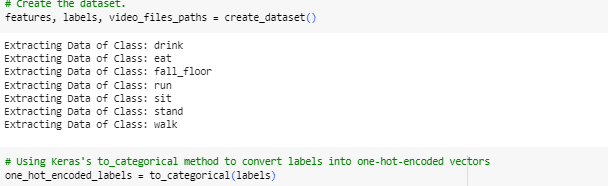 # Create the dataset.
features, labels, video_files_paths = create_dataset()
Extracting Data of Class: drink
Extracting Data of Class: eat
Extracting Data of Class: fall_floor
Extracting Data of Class: run
Extracting Data of Class: sit
Extracting Data of Class: stand
Extracting Data of Class: walk
# Using Keras's to_categorical method to convert labels into one-hot-encoded vectors
one_hot_encoded_labels = to_categorical(labels)